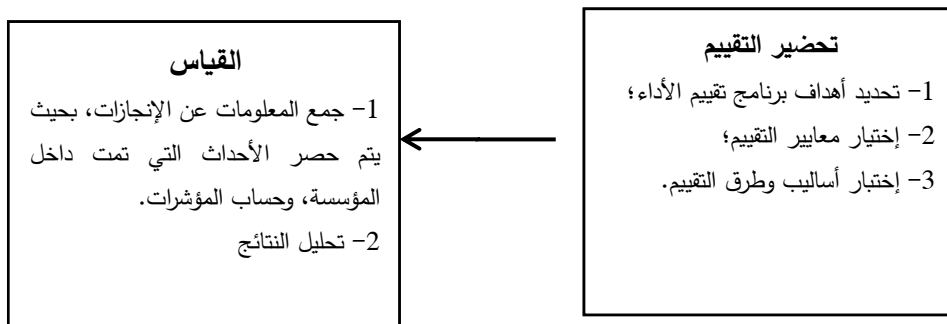 تحضير التقييم
1- تحديد أهداف برنامج تقييم الأداء؛
2- إختيار معايير التقييم؛
3- إختبار أساليب وطرق التقييم.
القياس
1- جمع المعلومات عن الإنجازات، بحيث
يتم حصر الأحداث التي تمت داخل
المؤسسة، وحساب المؤشرات.
2- تحليل النتائج